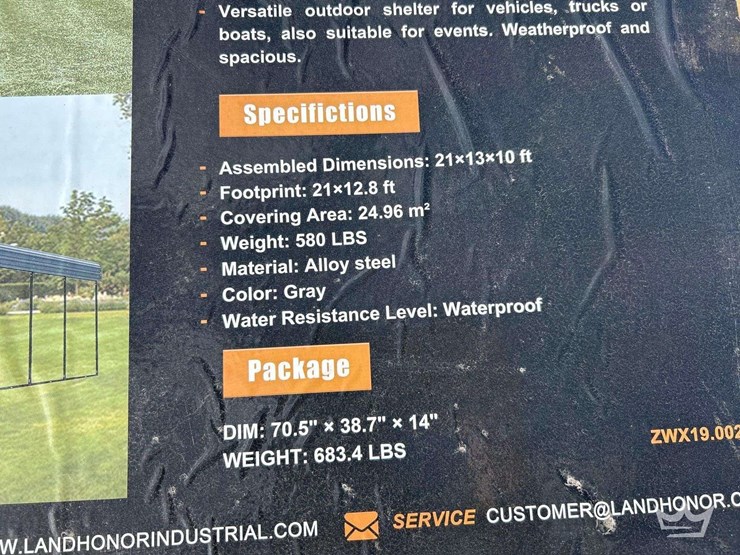 - Versatile outdoor shelter for vehicles, trucks or
boats, also suitable for events. Weatherproof and
spacious.
Specifictions
- Assembled Dimensions: 21×13×10 ft
- Footprint: 21×12.8 ft
- Covering Area: 24.96 m²
- Weight: 580 LBS
- Material: Alloy steel
- Color: Gray
- Water Resistance Level: Waterproof
Package
DIM: 70.5" × 38.7" × 14"
WEIGHT: 683.4 LBS
ZWX19.002
W.LANDHONORINDUSTRIAL.CO
SERVICE CUSTOMER@LANDHONOR.C